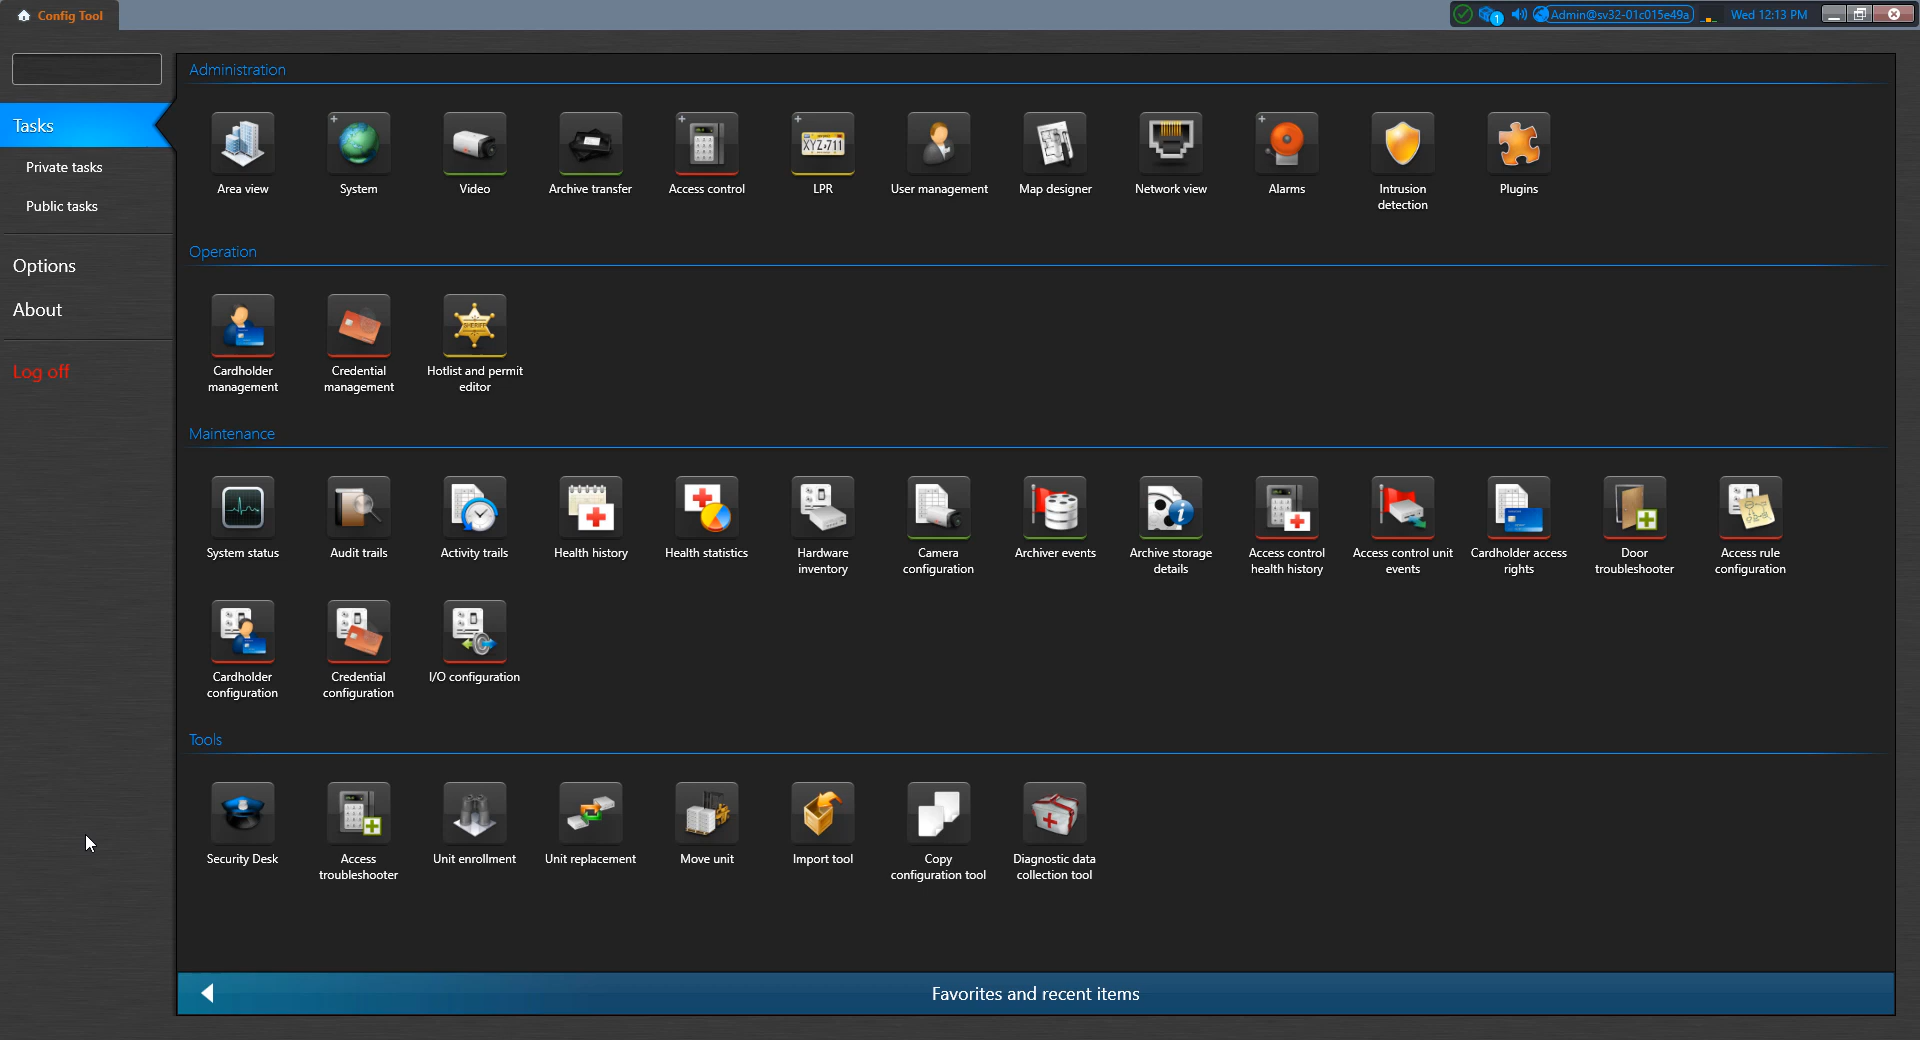 Config Tool
1
Admin@sv32-01c015e49a
Wed 12:13 PM
Tasks
Private tasks
Public tasks
Options
About
Log off
Administration
Area view
System
Video
Archive transfer
Access control
XYZ·711
LPR
User management
Map designer
Network view
Alarms
Intrusion
detection
Plugins
Operation
Cardholder
management
Credential
management
SHERIFF
Hotlist and permit
editor
Maintenance
System status
Audit trails
Activity trails
Health history
Health statistics
Hardware
inventory
Camera
configuration
Archiver events
Archive storage
details
Access control
health history
Access control unit
events
Cardholder access
rights
Door
troubleshooter
Access rule
configuration
Cardholder
configuration
Credential
configuration
I/O configuration
Tools
Security Desk
Access
troubleshooter
Unit enrollment
Unit replacement
Move unit
Import tool
Copy
configuration tool
Diagnostic data
collection tool
Favorites and recent items